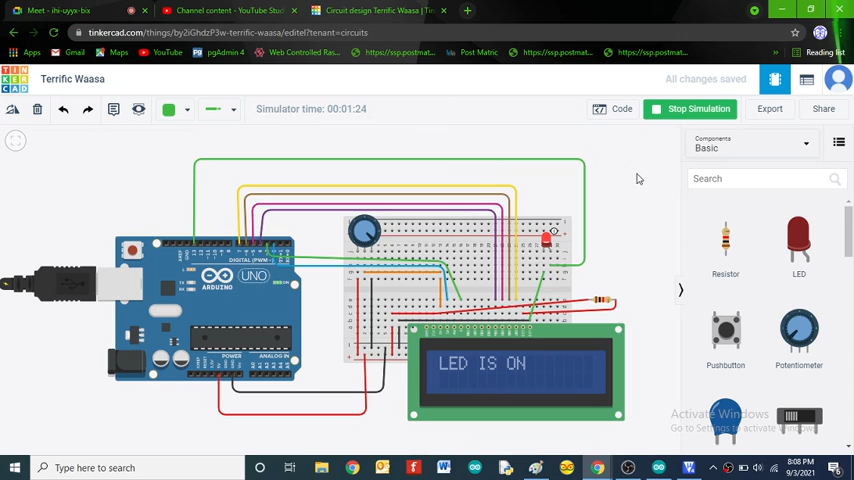 Meet - ihi-uyyx-bix
Channel content - YouTube Studi
Circuit design Terrific Waasa | Tin
tinkercad.com/things/by2iGhdzP3w-terrific-waasa/editel?tenant=circuits
Apps
Gmail
Maps
YouTube
pgAdmin 4
Web Controlled Ras...
https://ssp.postmat...
Post Matric
https://ssp.postmat...
https://ssp.postmat...
Reading list
TIN
KER
CAD
Terrific Waasa
All changes saved
Simulator time: 00:01:24
Code
Stop Simulation
Export
Share
Components
Basic
Search
DIGITAL (PWM~)
UNO
ARDUINO
POWER
ANALOG IN
LED IS ON
Resistor
LED
Pushbutton
Potentiometer
Activate Windows
Go to Settings to activate Windows.
Type here to search
8:08 PM
9/3/2021